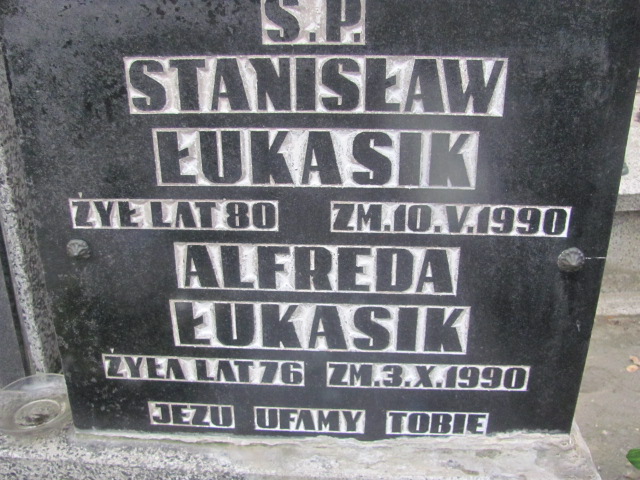 Ś.P.
STANISŁAW
ŁUKASIK
ŻYŁ LAT 80 ZM.10.V.1990
ALFREDA
ŁUKASIK
ŻYŁA LAT 76 ZM.3.X.1990
JEZU UFAMY TOBIE